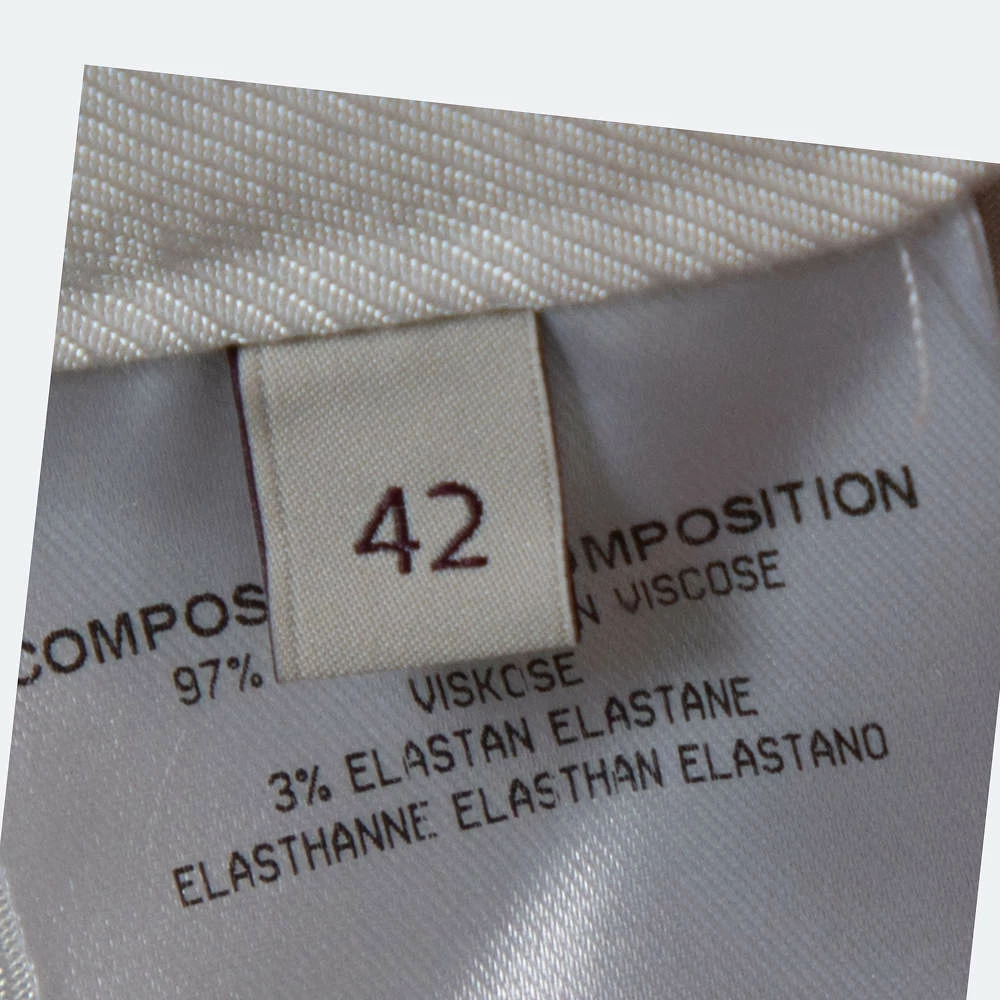 42
COMPOS MPOSITION
97% N VISCOSE
VISKOSE
3% ELASTAN ELASTANE
ELASTHANNE ELASTHAN ELASTANO